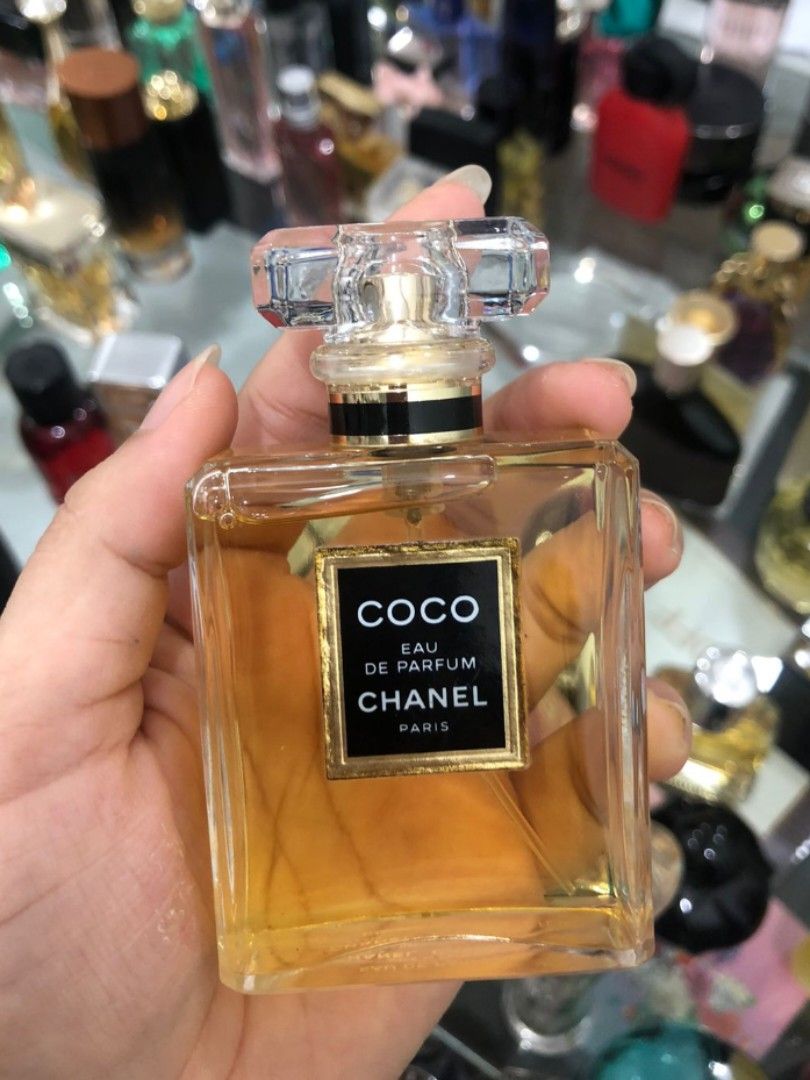 COCO
EAU
DE PARFUM
CHANEL
PARIS